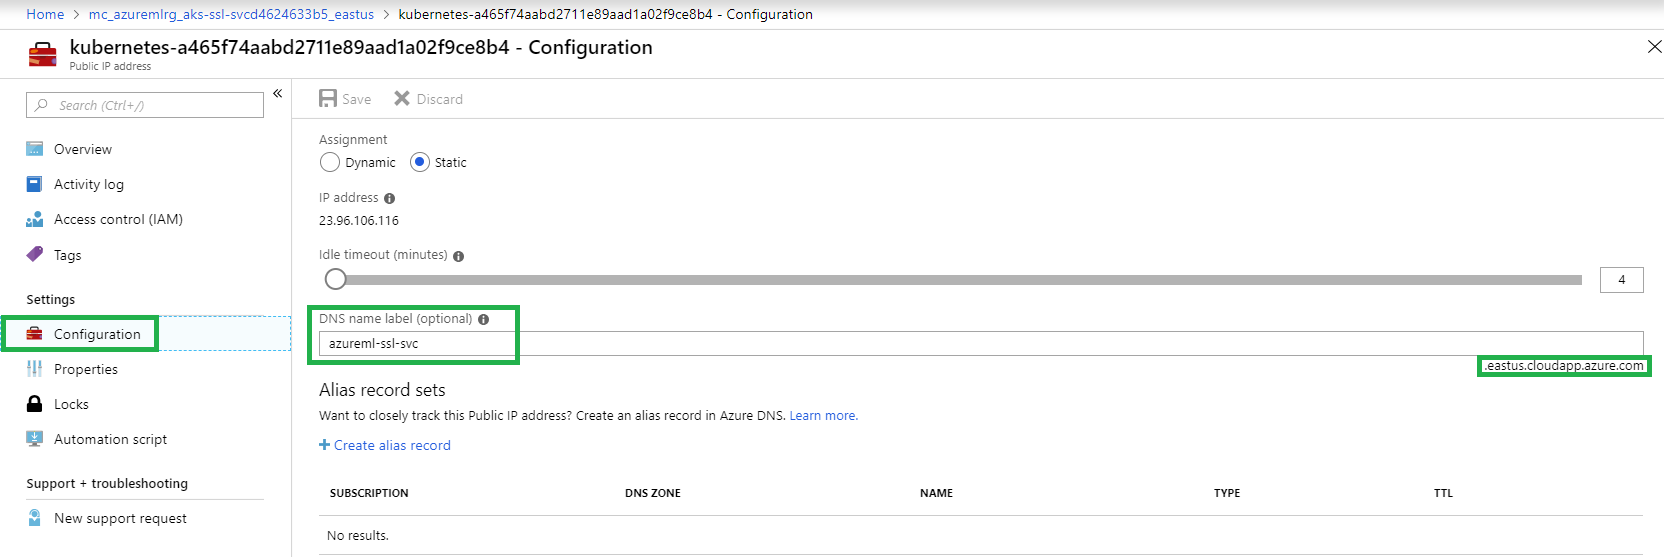 Home > mc_azuremlrg_aks-ssl-svcd4624633b5_eastus > kubernetes-a465f74aabd2711e89aad1a02f9ce8b4 - Configuration
kubernetes-a465f74aabd2711e89aad1a02f9ce8b4 - Configuration
Public IP address
Search (Ctrl+/)
Overview
Activity log
Access control (IAM)
Tags
Settings
Configuration
Properties
Locks
Automation script
Support + troubleshooting
New support request
Save Discard
Assignment
Dynamic Static
IP address
23.96.106.116
Idle timeout (minutes)
4
DNS name label (optional)
azureml-ssl-svc
.eastus.cloudapp.azure.com
Alias record sets
Want to closely track this Public IP address? Create an alias record in Azure DNS. Learn more.
+ Create alias record
SUBSCRIPTION DNS ZONE NAME TYPE TTL
No results.